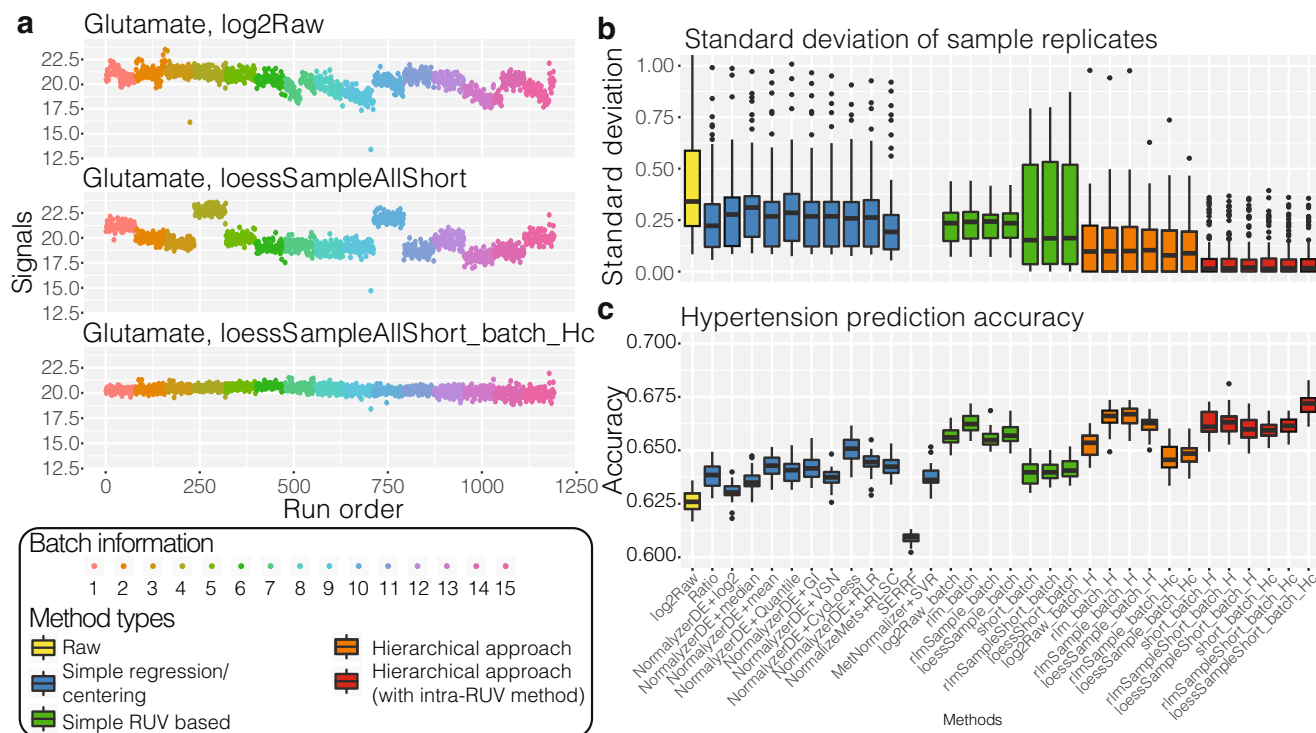 a
Glutamate, log2Raw
22.5
20.0
17.5
15.0
12.5
Glutamate, loessSampleAllShort
22.5
20.0
17.5
15.0
12.5
Signals
Glutamate, loessSampleAllShort_batch_Hc
22.5
20.0
17.5
15.0
12.5
0 250 500 750 1000 1250
Run order
Batch information
1 2 3 4 5 6 7 8 9 10 11 12 13 14 15
Method types
Raw
Simple regression/
centering
Simple RUV based
Hierarchical approach
Hierarchical approach
(with intra-RUV method)
b
Standard deviation of sample replicates
Standard deviation
1.00
0.75
0.50
0.25
0.00
c
Hypertension prediction accuracy
Accuracy
0.700
0.675
0.650
0.625
0.600
log2Raw
Ratio
NormalyzerDE+log2
NormalyzerDE+median
NormalyzerDE+mean
NormalyzerDE+Quantile
NormalyzerDE+GI
NormalyzerDE+VSN
NormalyzerDE+CycLoess
NormalyzerDE+RLR
NormalizeMets+RLSC
SERRF
MetNormalizer+SVR
log2Raw_batch
rlm_batch
rlmSample_batch
loessSample_batch
short_batch
rlmSampleShort_batch
loessShort_batch
log2Raw_batch_H
rlm_batch_H
rlmSample_batch_H
loessSample_batch_H
rlmSample_batch_Hc
loessSample_batch_Hc
short_batch_H
rlmSampleShort_batch_H
loessSampleShort_batch_H
short_batch_Hc
rlmSampleShort_batch_Hc
loessSampleShort_batch_Hc
Methods